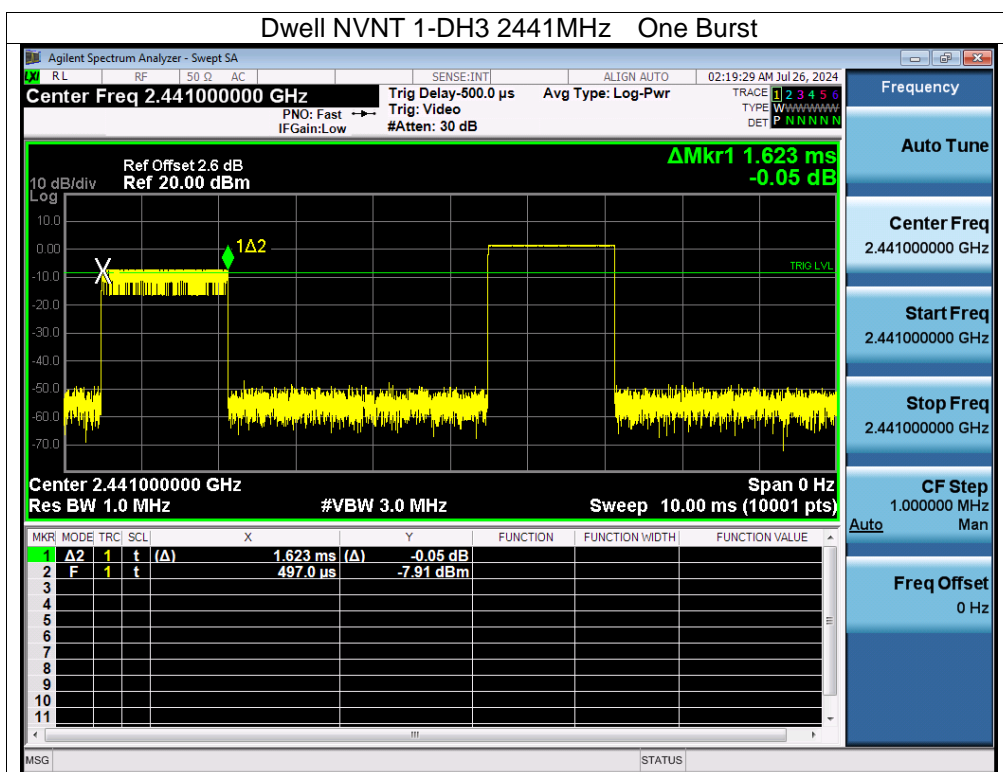 Dwell NVNT 1-DH3 2441MHz One Burst
Agilent Spectrum Analyzer - Swept SA
LXI RL RF 50 Ω AC SENSE:INT ALIGN AUTO 02:19:29 AM Jul 26, 2024
Center Freq 2.441000000 GHz
PNO: Fast
IFGain:Low
Trig Delay-500.0 µs
Trig: Video
#Atten: 30 dB
Avg Type: Log-Pwr
TRACE 1 2 3 4 5 6
TYPE WWWWWW
DET P NNNNN
ΔMkr1 1.623 ms
-0.05 dB
Ref Offset 2.6 dB
10 dB/div Ref 20.00 dBm
Log
10.0
0.00
-10.0
-20.0
-30.0
-40.0
-50.0
-60.0
-70.0
X
1Δ2
TRIG LVL
Center 2.441000000 GHz Span 0 Hz
Res BW 1.0 MHz #VBW 3.0 MHz Sweep 10.00 ms (10001 pts)
MKR MODE TRC SCL X Y FUNCTION FUNCTION WIDTH FUNCTION VALUE
1 Δ2 1 t (Δ) 1.623 ms (Δ) -0.05 dB
2 F 1 t 497.0 µs -7.91 dBm
3
4
5
6
7
8
9
10
11
MSG STATUS
Frequency
Auto Tune
Center Freq
2.441000000 GHz
Start Freq
2.441000000 GHz
Stop Freq
2.441000000 GHz
CF Step
1.000000 MHz
Auto Man
Freq Offset
0 Hz